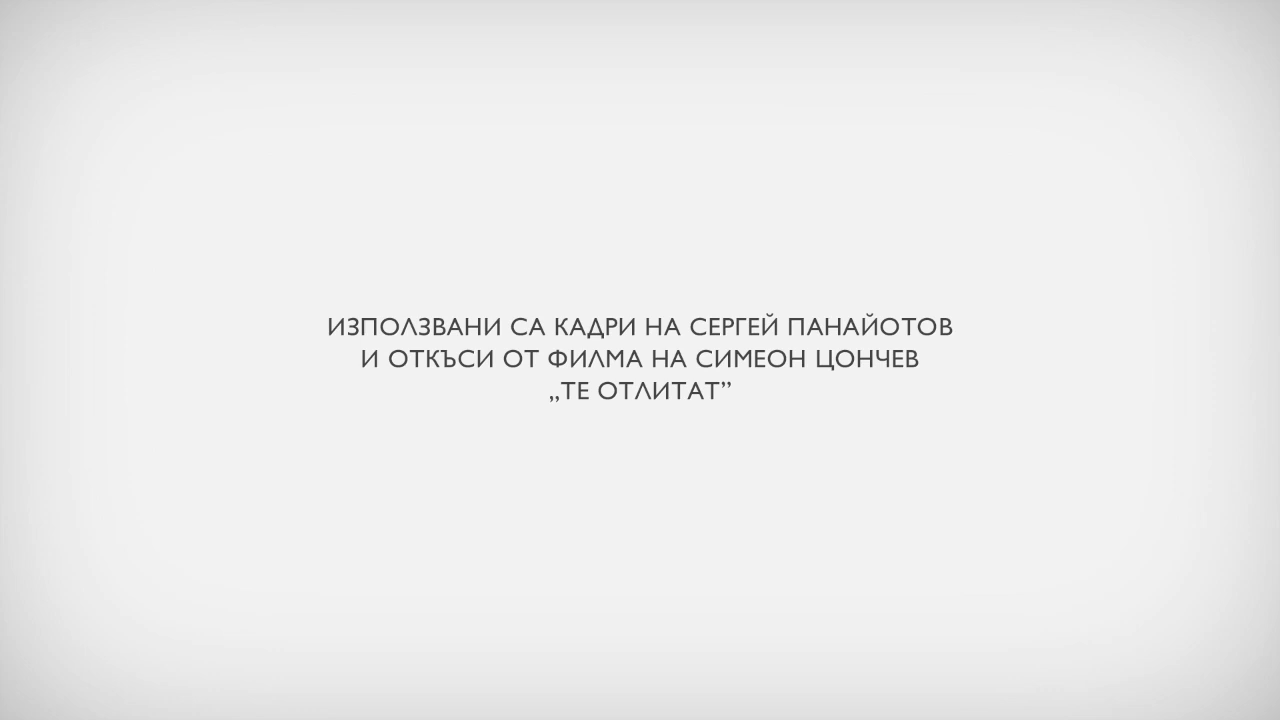 ИЗПОЛЗВАНИ СА КАДРИ НА СЕРГЕЙ ПАНАЙОТОВ
И ОТКЪСИ ОТ ФИЛМА НА СИМЕОН ЦОНЧЕВ
„ТЕ ОТЛИТАТ”